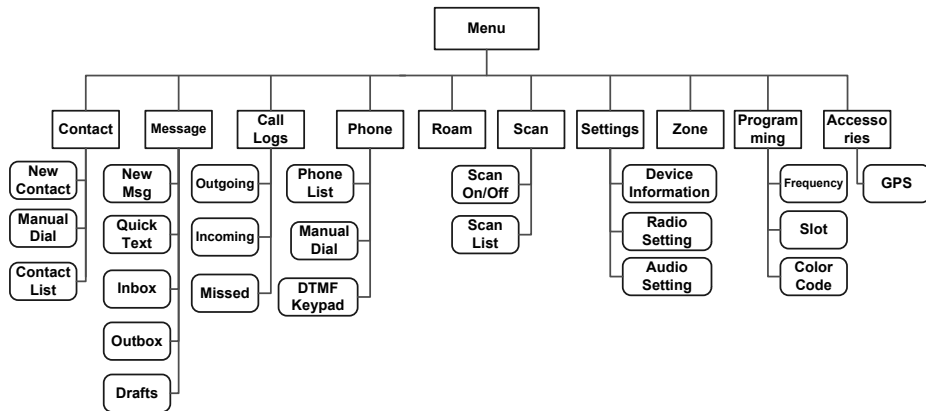 Menu
Contact
Message
Call
Logs
Phone
Roam
Scan
Settings
Zone
Programm
ing
Accesso
ries
New
Contact
Manual
Dial
Contact
List
New
Msg
Quick
Text
Inbox
Outbox
Drafts
Outgoing
Incoming
Missed
Phone
List
Manual
Dial
DTMF
Keypad
Scan
On/Off
Scan
List
Device
Information
Radio
Setting
Audio
Setting
Frequency
Slot
Color
Code
GPS